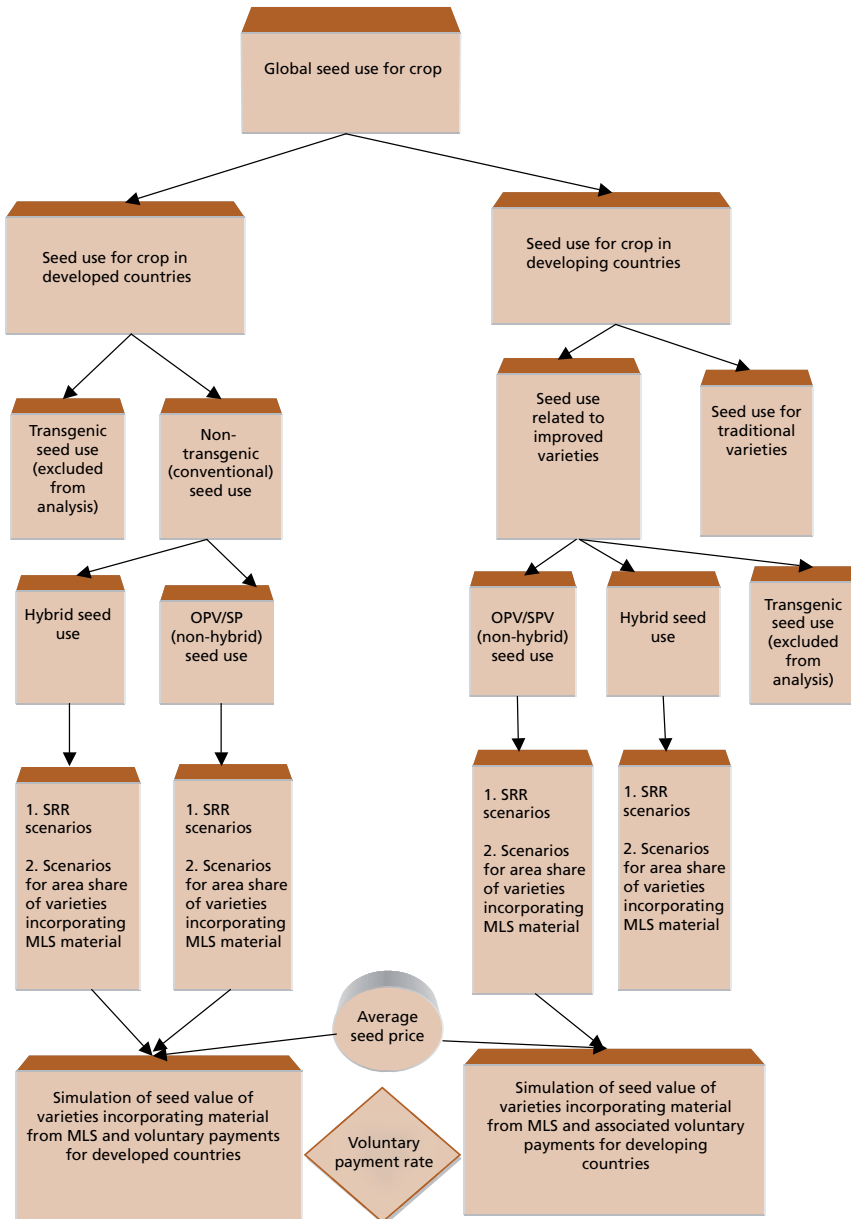 Global seed use for crop
Seed use for crop in
developed countries
Seed use for crop in
developing countries
Transgenic
seed use
(excluded
from
analysis)
Non-
transgenic
(conventional)
seed use
Seed use
related to
improved
varieties
Seed use for
traditional
varieties
Hybrid seed
use
OPV/SP
(non-hybrid)
seed use
OPV/SPV
(non-hybrid)
seed use
Hybrid seed
use
Transgenic
seed use
(excluded
from
analysis)
1. SRR
scenarios
2. Scenarios
for area share
of varieties
incorporating
MLS material
1. SRR
scenarios
2. Scenarios
for area share
of varieties
incorporating
MLS material
1. SRR
scenarios
2. Scenarios
for area share
of varieties
incorporating
MLS material
1. SRR
scenarios
2. Scenarios
for area share
of varieties
incorporating
MLS material
Average
seed price
Simulation of seed value of
varieties incorporating material
from MLS and voluntary payments
for developed countries
Voluntary
payment rate
Simulation of seed value of
varieties incorporating material
from MLS and associated voluntary
payments for developing
countries